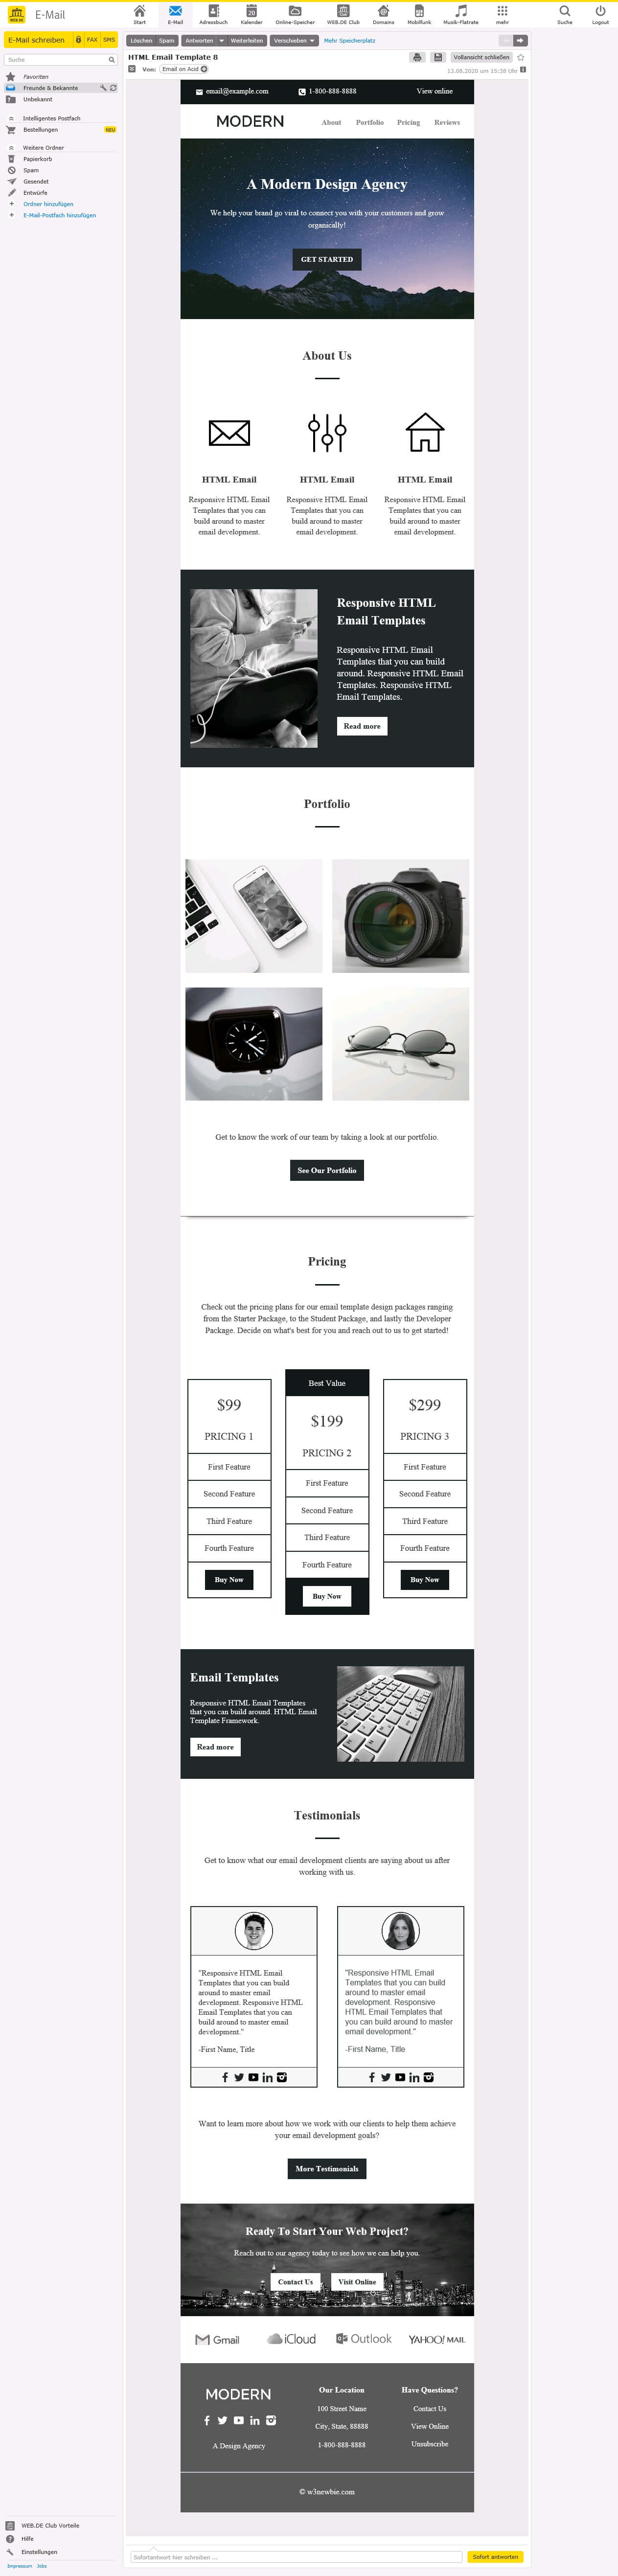 WEB.DE
E-Mail
Start
E-Mail
Adressbuch
Kalender
Online-Speicher
WEB.DE Club
Domains
Mobilfunk
Musik-Flatrate
mehr
Suche
Logout
E-Mail schreiben
FAX
SMS
Suche
Favoriten
Freunde & Bekannte
Unbekannt
Intelligentes Postfach
Bestellungen
NEU
Weitere Ordner
Papierkorb
Spam
Gesendet
Entwürfe
Ordner hinzufügen
E-Mail-Postfach hinzufügen
Löschen Spam Antworten Weiterleiten Verschieben Mehr Speicherplatz
HTML Email Template 8
Vollansicht schließen
Von: Email on Acid
13.08.2020 um 15:38 Uhr
email@example.com 1-800-888-8888 View online
MODERN About Portfolio Pricing Reviews
A Modern Design Agency
We help your brand go viral to connect you with your customers and grow
organically!
GET STARTED
About Us
HTML Email
Responsive HTML Email
Templates that you can
build around to master
email development.
HTML Email
Responsive HTML Email
Templates that you can
build around to master
email development.
HTML Email
Responsive HTML Email
Templates that you can
build around to master
email development.
Responsive HTML
Email Templates
Responsive HTML Email
Templates that you can build
around. Responsive HTML Email
Templates. Responsive HTML
Email Templates.
Read more
Portfolio
Get to know the work of our team by taking a look at our portfolio.
See Our Portfolio
Pricing
Check out the pricing plans for our email template design packages ranging
from the Starter Package, to the Student Package, and lastly the Developer
Package. Decide on what's best for you and reach out to us to get started!
$99
PRICING 1
First Feature
Second Feature
Third Feature
Fourth Feature
Buy Now
Best Value
$199
PRICING 2
First Feature
Second Feature
Third Feature
Fourth Feature
Buy Now
$299
PRICING 3
First Feature
Second Feature
Third Feature
Fourth Feature
Buy Now
Email Templates
Responsive HTML Email Templates
that you can build around. HTML Email
Template Framework.
Read more
Testimonials
Get to know what our email development clients are saying about us after
working with us.
"Responsive HTML Email
Templates that you can build
around to master email
development. Responsive HTML
Email Templates that you can
build around to master email
development."
-First Name, Title
"Responsive HTML Email
Templates that you can build
around to master email
development. Responsive
HTML Email Templates that
you can build around to master
email development."
-First Name, Title
Want to learn more about how we work with our clients to help them achieve
your email development goals?
More Testimonials
Ready To Start Your Web Project?
Reach out to our agency today to see how we can help you.
Contact Us Visit Online
Gmail iCloud Outlook YAHOO! MAIL
MODERN
A Design Agency
Our Location
100 Street Name
City, State, 88888
1-800-888-8888
Have Questions?
Contact Us
View Online
Unsubscribe
© w3newbie.com
WEB.DE Club Vorteile
Hilfe
Einstellungen
Impressum Jobs
Sofortantwort hier schreiben ...
Sofort antworten